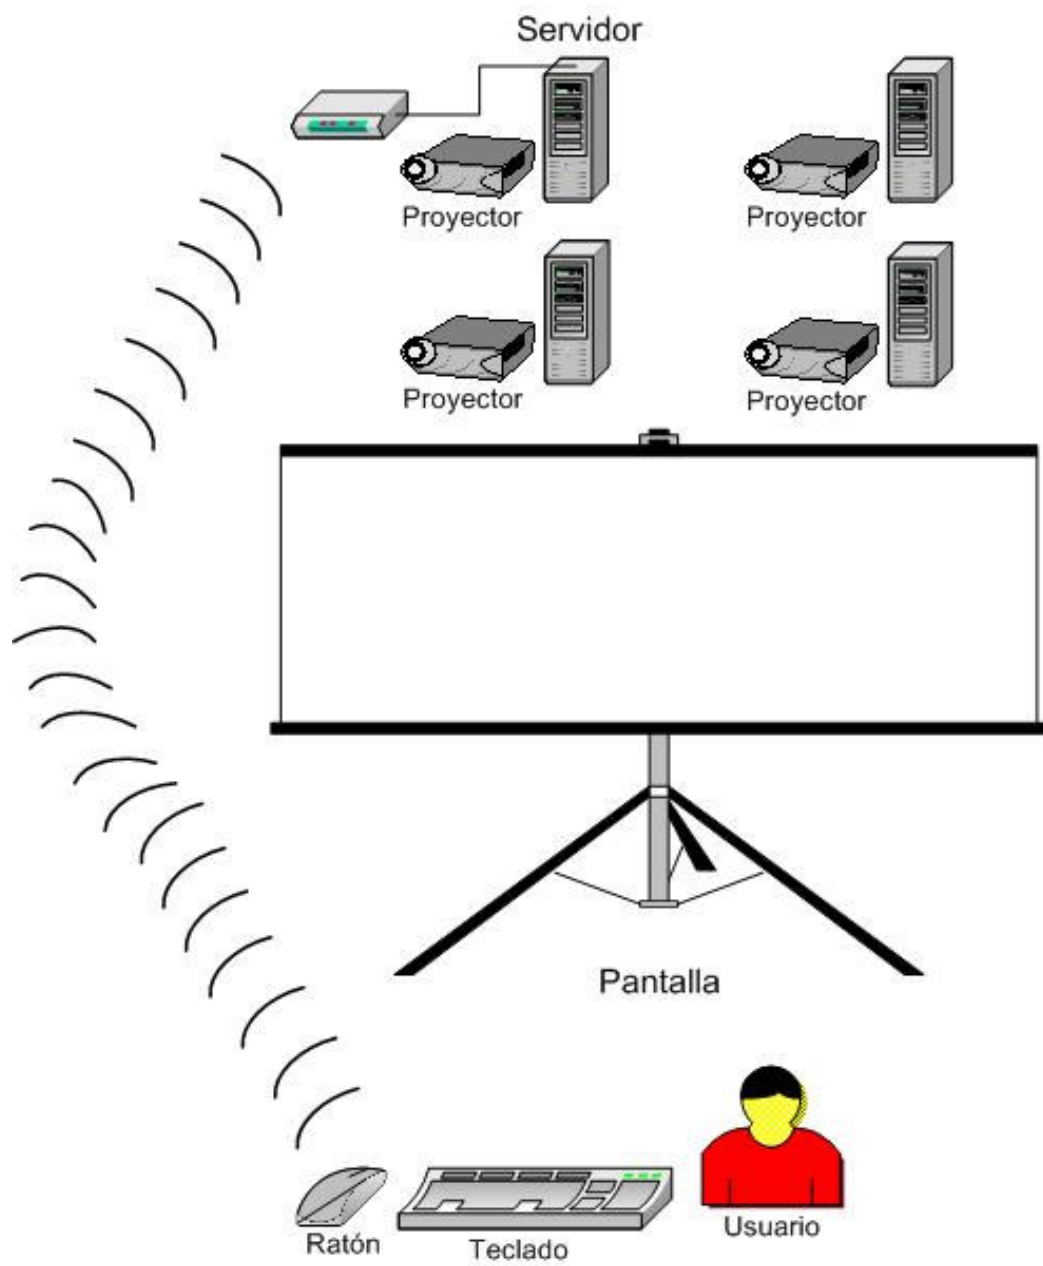 Servidor
Proyector
Proyector
Proyector
Proyector
Pantalla
Usuario
Ratón
Teclado